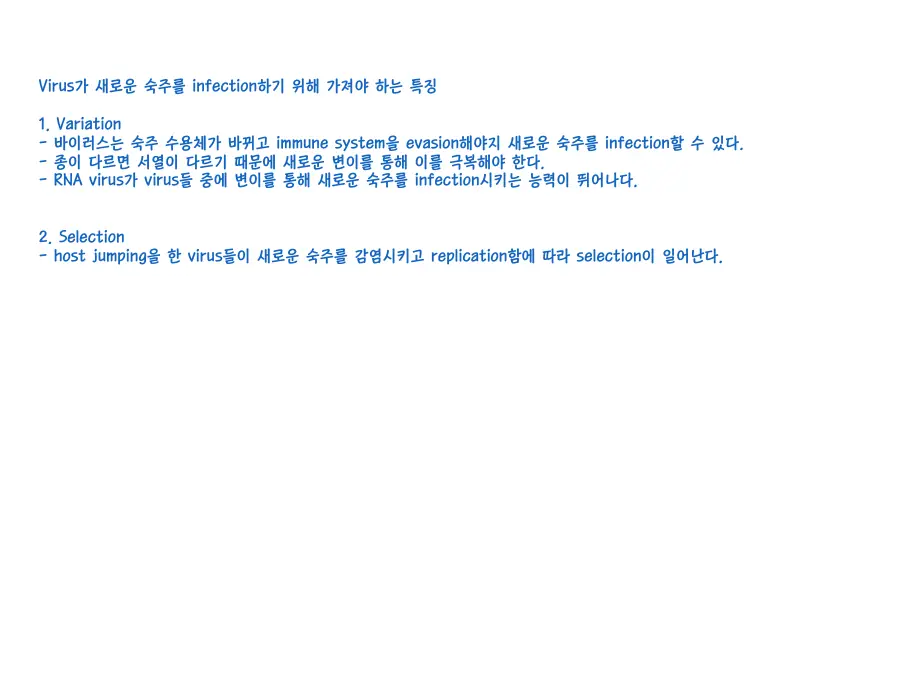 Virus가 새로운 숙주를 infection하기 위해 가져야 하는 특징
1. Variation
- 바이러스는 숙주 수용체가 바뀌고 immune system을 evasion해야지 새로운 숙주를 infection할 수 있다.
- 종이 다르면 서열이 다르기 때문에 새로운 변이를 통해 이를 극복해야 한다.
- RNA virus가 virus들 중에 변이를 통해 새로운 숙주를 infection시키는 능력이 뛰어나다.
2. Selection
- host jumping을 한 virus들이 새로운 숙주를 감염시키고 replication함에 따라 selection이 일어난다.